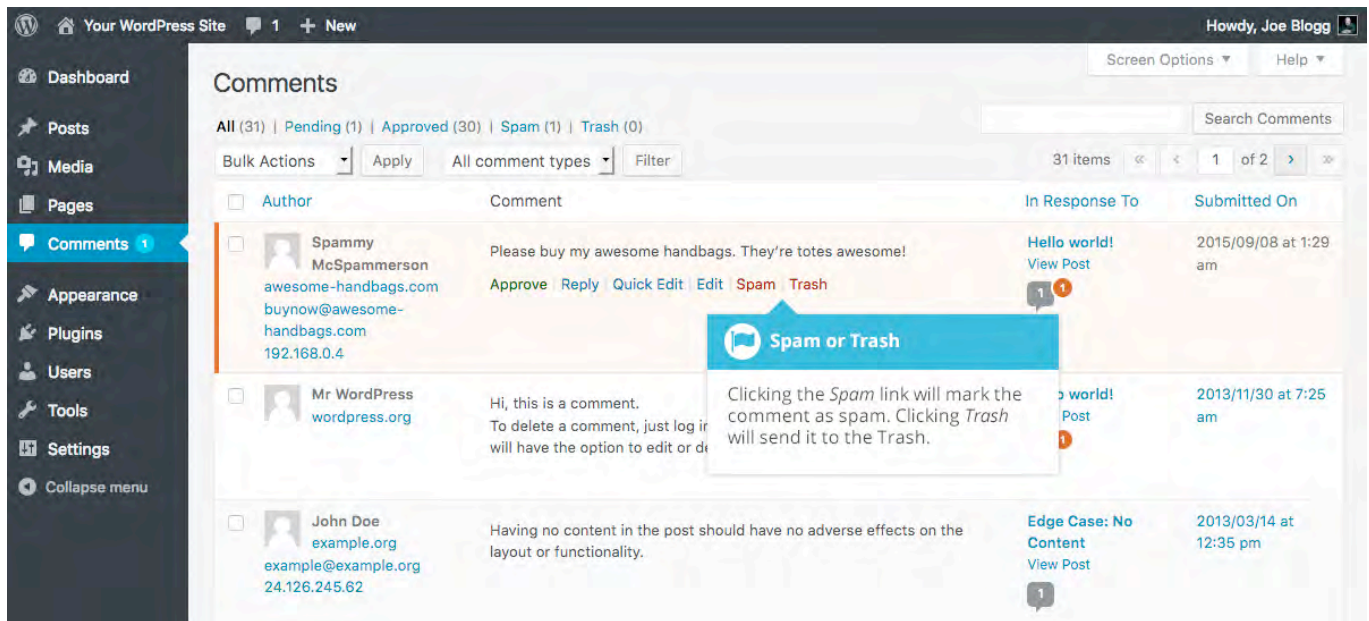 Your WordPress Site 1 + New Howdy, Joe Blogg
Screen Options ▼ Help ▼
Dashboard
Posts
Media
Pages
Comments 1
Appearance
Plugins
Users
Tools
Settings
Collapse menu
Comments
All (31) | Pending (1) | Approved (30) | Spam (1) | Trash (0)
Search Comments
Bulk Actions Apply All comment types Filter
31 items « ‹ 1 of 2 › »
Author Comment In Response To Submitted On
Spammy
McSpammerson
awesome-handbags.com
buynow@awesome-
handbags.com
192.168.0.4
Please buy my awesome handbags. They're totes awesome!
Approve | Reply | Quick Edit | Edit | Spam | Trash
Hello world!
View Post
1 1
2015/09/08 at 1:29
am
Spam or Trash
Clicking the Spam link will mark the
comment as spam. Clicking Trash
will send it to the Trash.
Mr WordPress
wordpress.org
Hi, this is a comment.
To delete a comment, just log
will have the option to edit or
world!
Post
1
2013/11/30 at 7:25
am
John Doe
example.org
example@example.org
24.126.245.62
Having no content in the post should have no adverse effects on the
layout or functionality.
Edge Case: No
Content
View Post
1
2013/03/14 at
12:35 pm